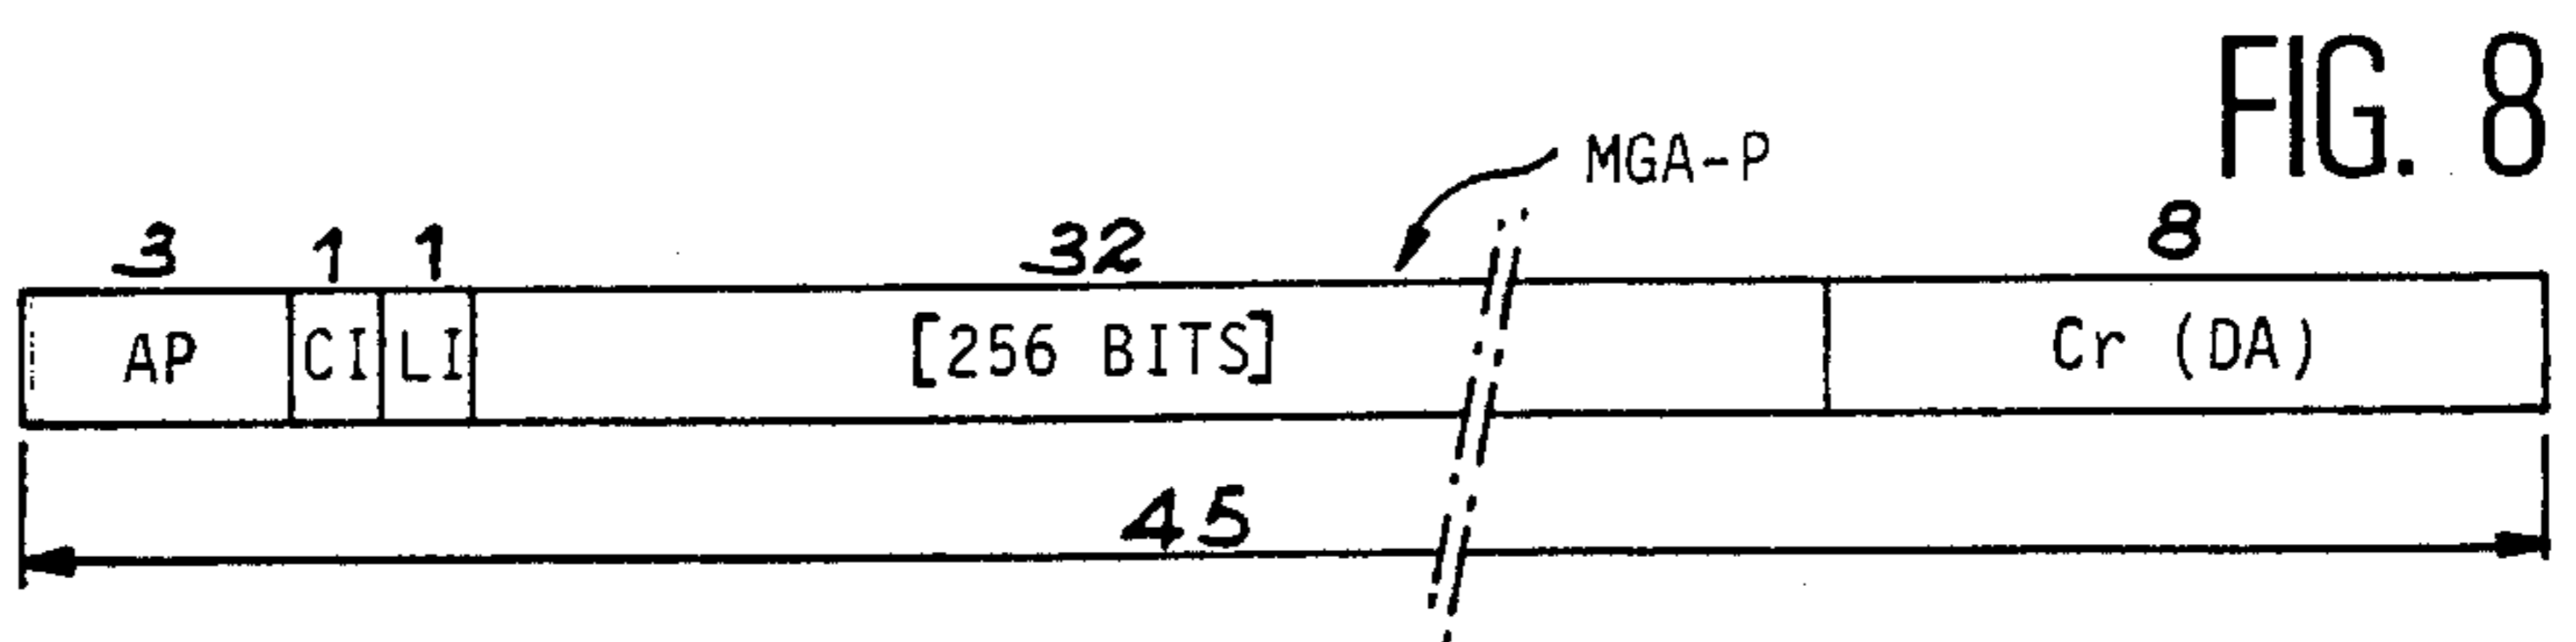 FIG. 8
MGA-P
3 1 1 32 8
AP CI LI [256 BITS] Cr (DA)
45